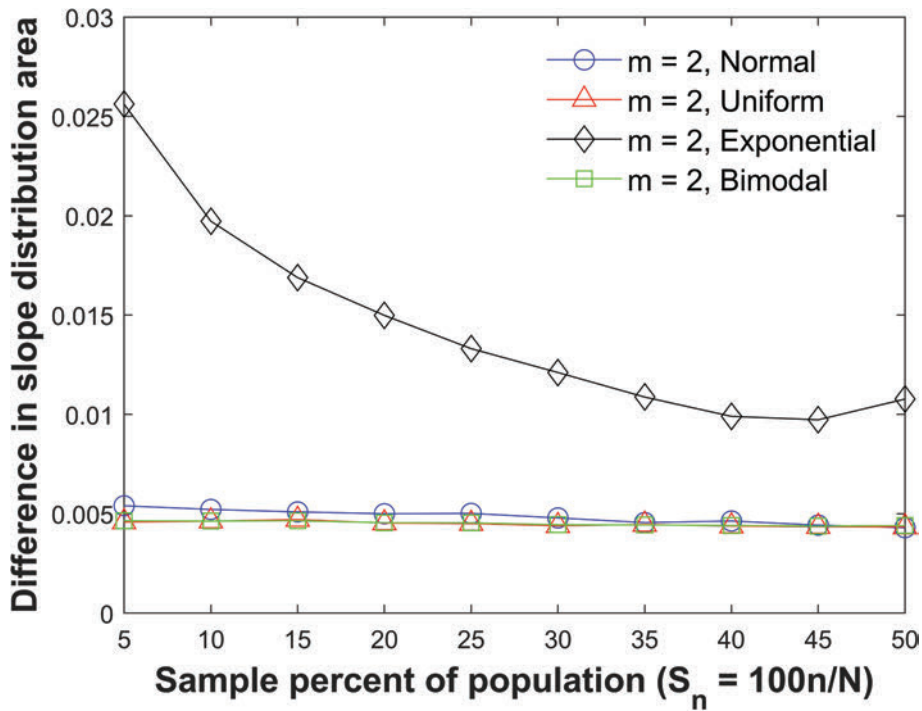 0.03
0.025
0.02
0.015
0.01
0.005
0
Difference in slope distribution area
m = 2, Normal
m = 2, Uniform
m = 2, Exponential
m = 2, Bimodal
5 10 15 20 25 30 35 40 45 50
Sample percent of population (S_n = 100n/N)